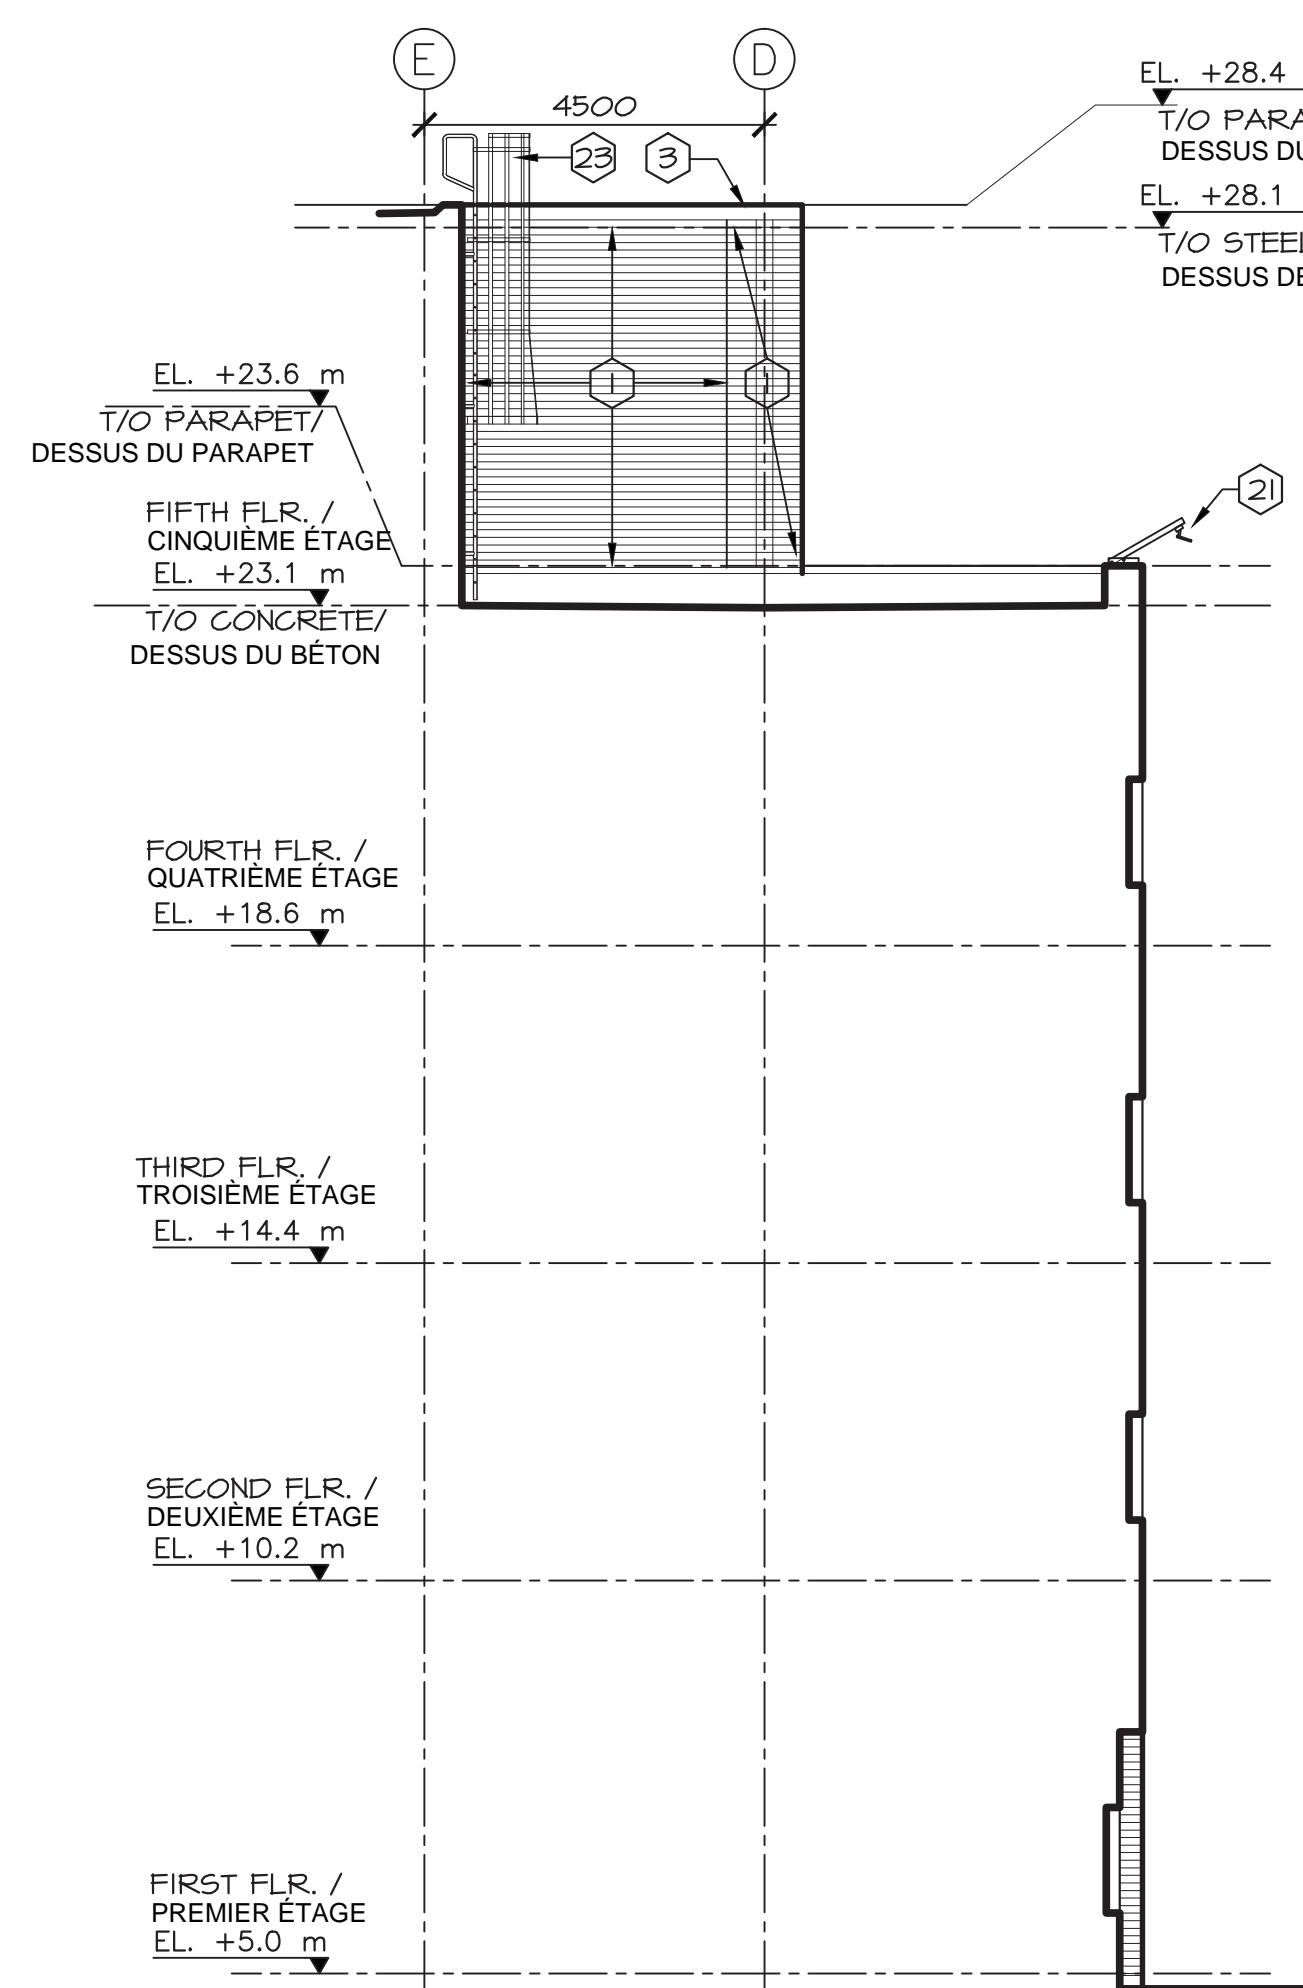 E
D
4500
EL. +28.4
T/O PARA
DESSUS DU
23
3
EL. +28.1
T/O STEEL
DESSUS DE
EL. +23.6 m
T/O PARAPET/
DESSUS DU PARAPET
1
1
21
FIFTH FLR. /
CINQUIÈME ÉTAGE
EL. +23.1 m
T/O CONCRETE/
DESSUS DU BÉTON
FOURTH FLR. /
QUATRIÈME ÉTAGE
EL. +18.6 m
THIRD FLR. /
TROISIÈME ÉTAGE
EL. +14.4 m
SECOND FLR. /
DEUXIÈME ÉTAGE
EL. +10.2 m
FIRST FLR. /
PREMIER ÉTAGE
EL. +5.0 m